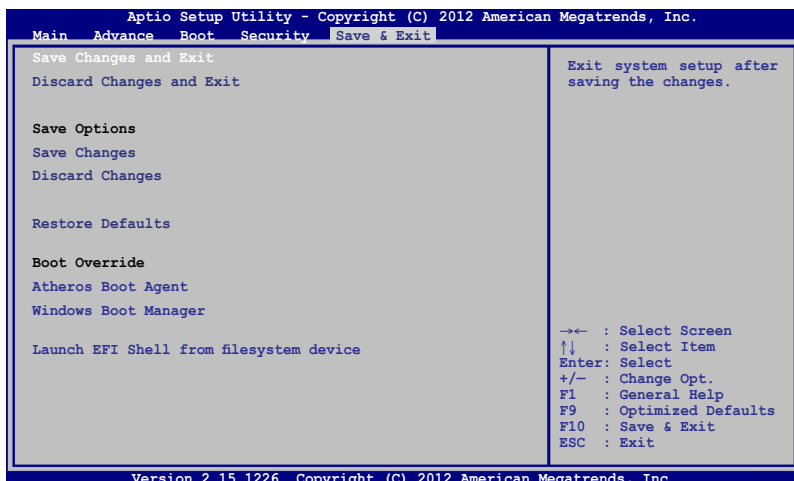 Aptio Setup Utility - Copyright (C) 2012 American Megatrends, Inc.
Main Advance Boot Security Save & Exit
Save Changes and Exit
Discard Changes and Exit
Save Options
Save Changes
Discard Changes
Restore Defaults
Boot Override
Atheros Boot Agent
Windows Boot Manager
Launch EFI Shell from filesystem device
Exit system setup after
saving the changes.
→← : Select Screen
↑↓ : Select Item
Enter: Select
+/— : Change Opt.
F1 : General Help
F9 : Optimized Defaults
F10 : Save & Exit
ESC : Exit
Version 2.15.1226. Copyright (C) 2012 American Megatrends, Inc.